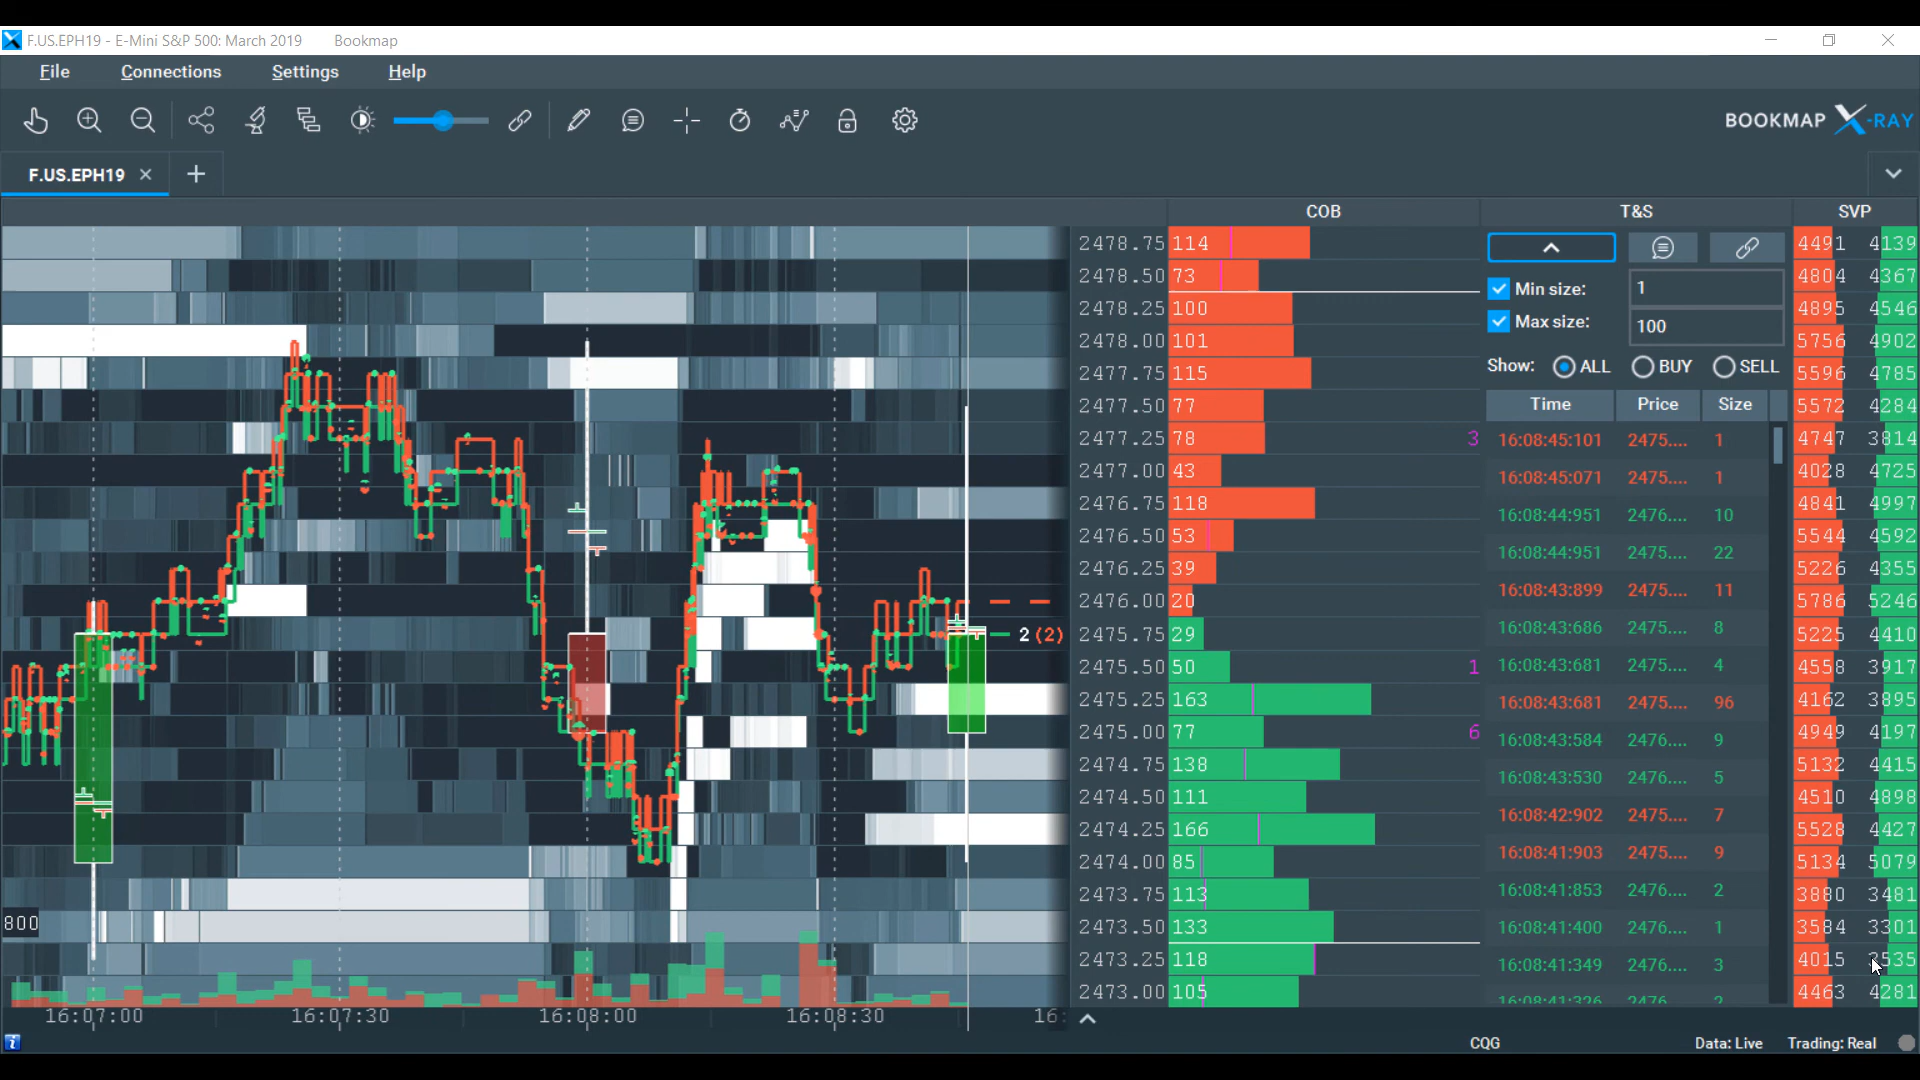 F.US.EPH19 - E-Mini S&P 500: March 2019 Bookmap
File Connections Settings Help
BOOKMAP X-RAY
F.US.EPH19
COB T&S SVP
2478.75 114 4491 4139
2478.50 73 4804 4367
Min size: 1
2478.25 100 4895 4546
Max size: 100
2478.00 101 5756 4902
Show: ALL BUY SELL
2477.75 115 5596 4785
2477.50 77 Time Price Size 5572 4284
2477.25 78 3 16:08:45:101 2475.... 1 4747 3814
2477.00 43 16:08:45:071 2475.... 1 4028 4725
2476.75 118 16:08:44:951 2476.... 10 4841 4997
2476.50 53 16:08:44:951 2476.... 22 5544 4592
2476.25 39 16:08:43:899 2475.... 11 5226 4355
2476.00 20 16:08:43:686 2475.... 8 5786 5246
2 (2) 2475.75 29 5225 4410
2475.50 50 1 16:08:43:681 2475.... 4 4558 3917
2475.25 163 16:08:43:681 2475.... 96 4162 3895
2475.00 77 6 16:08:43:584 2476.... 9 4949 4197
2474.75 138 16:08:43:530 2476.... 5 5132 4415
2474.50 111 16:08:42:902 2475.... 7 4510 4898
2474.25 166 5528 4427
2474.00 85 16:08:41:903 2475.... 9 5134 5079
2473.75 113 16:08:41:853 2476.... 2 3880 3481
800 2473.50 133 16:08:41:400 2476.... 1 3584 3301
2473.25 118 16:08:41:349 2476.... 3 4015 3535
2473.00 105 16:08:41:326 2476 2 4463 4281
16:07:00 16:07:30 16:08:00 16:08:30 16:
CQG Data: Live Trading: Real